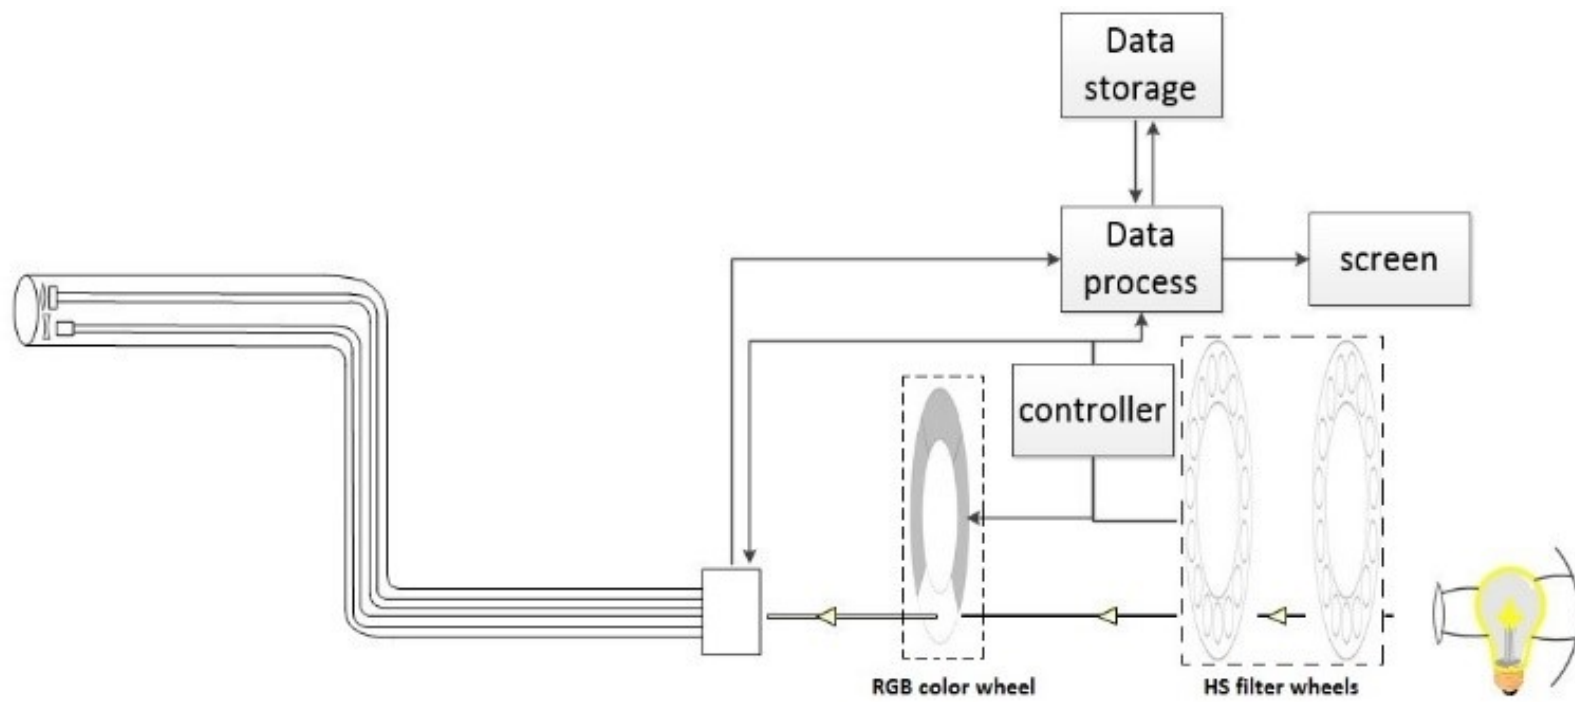 Data
storage
Data
process
screen
controller
RGB color wheel
HS filter wheels